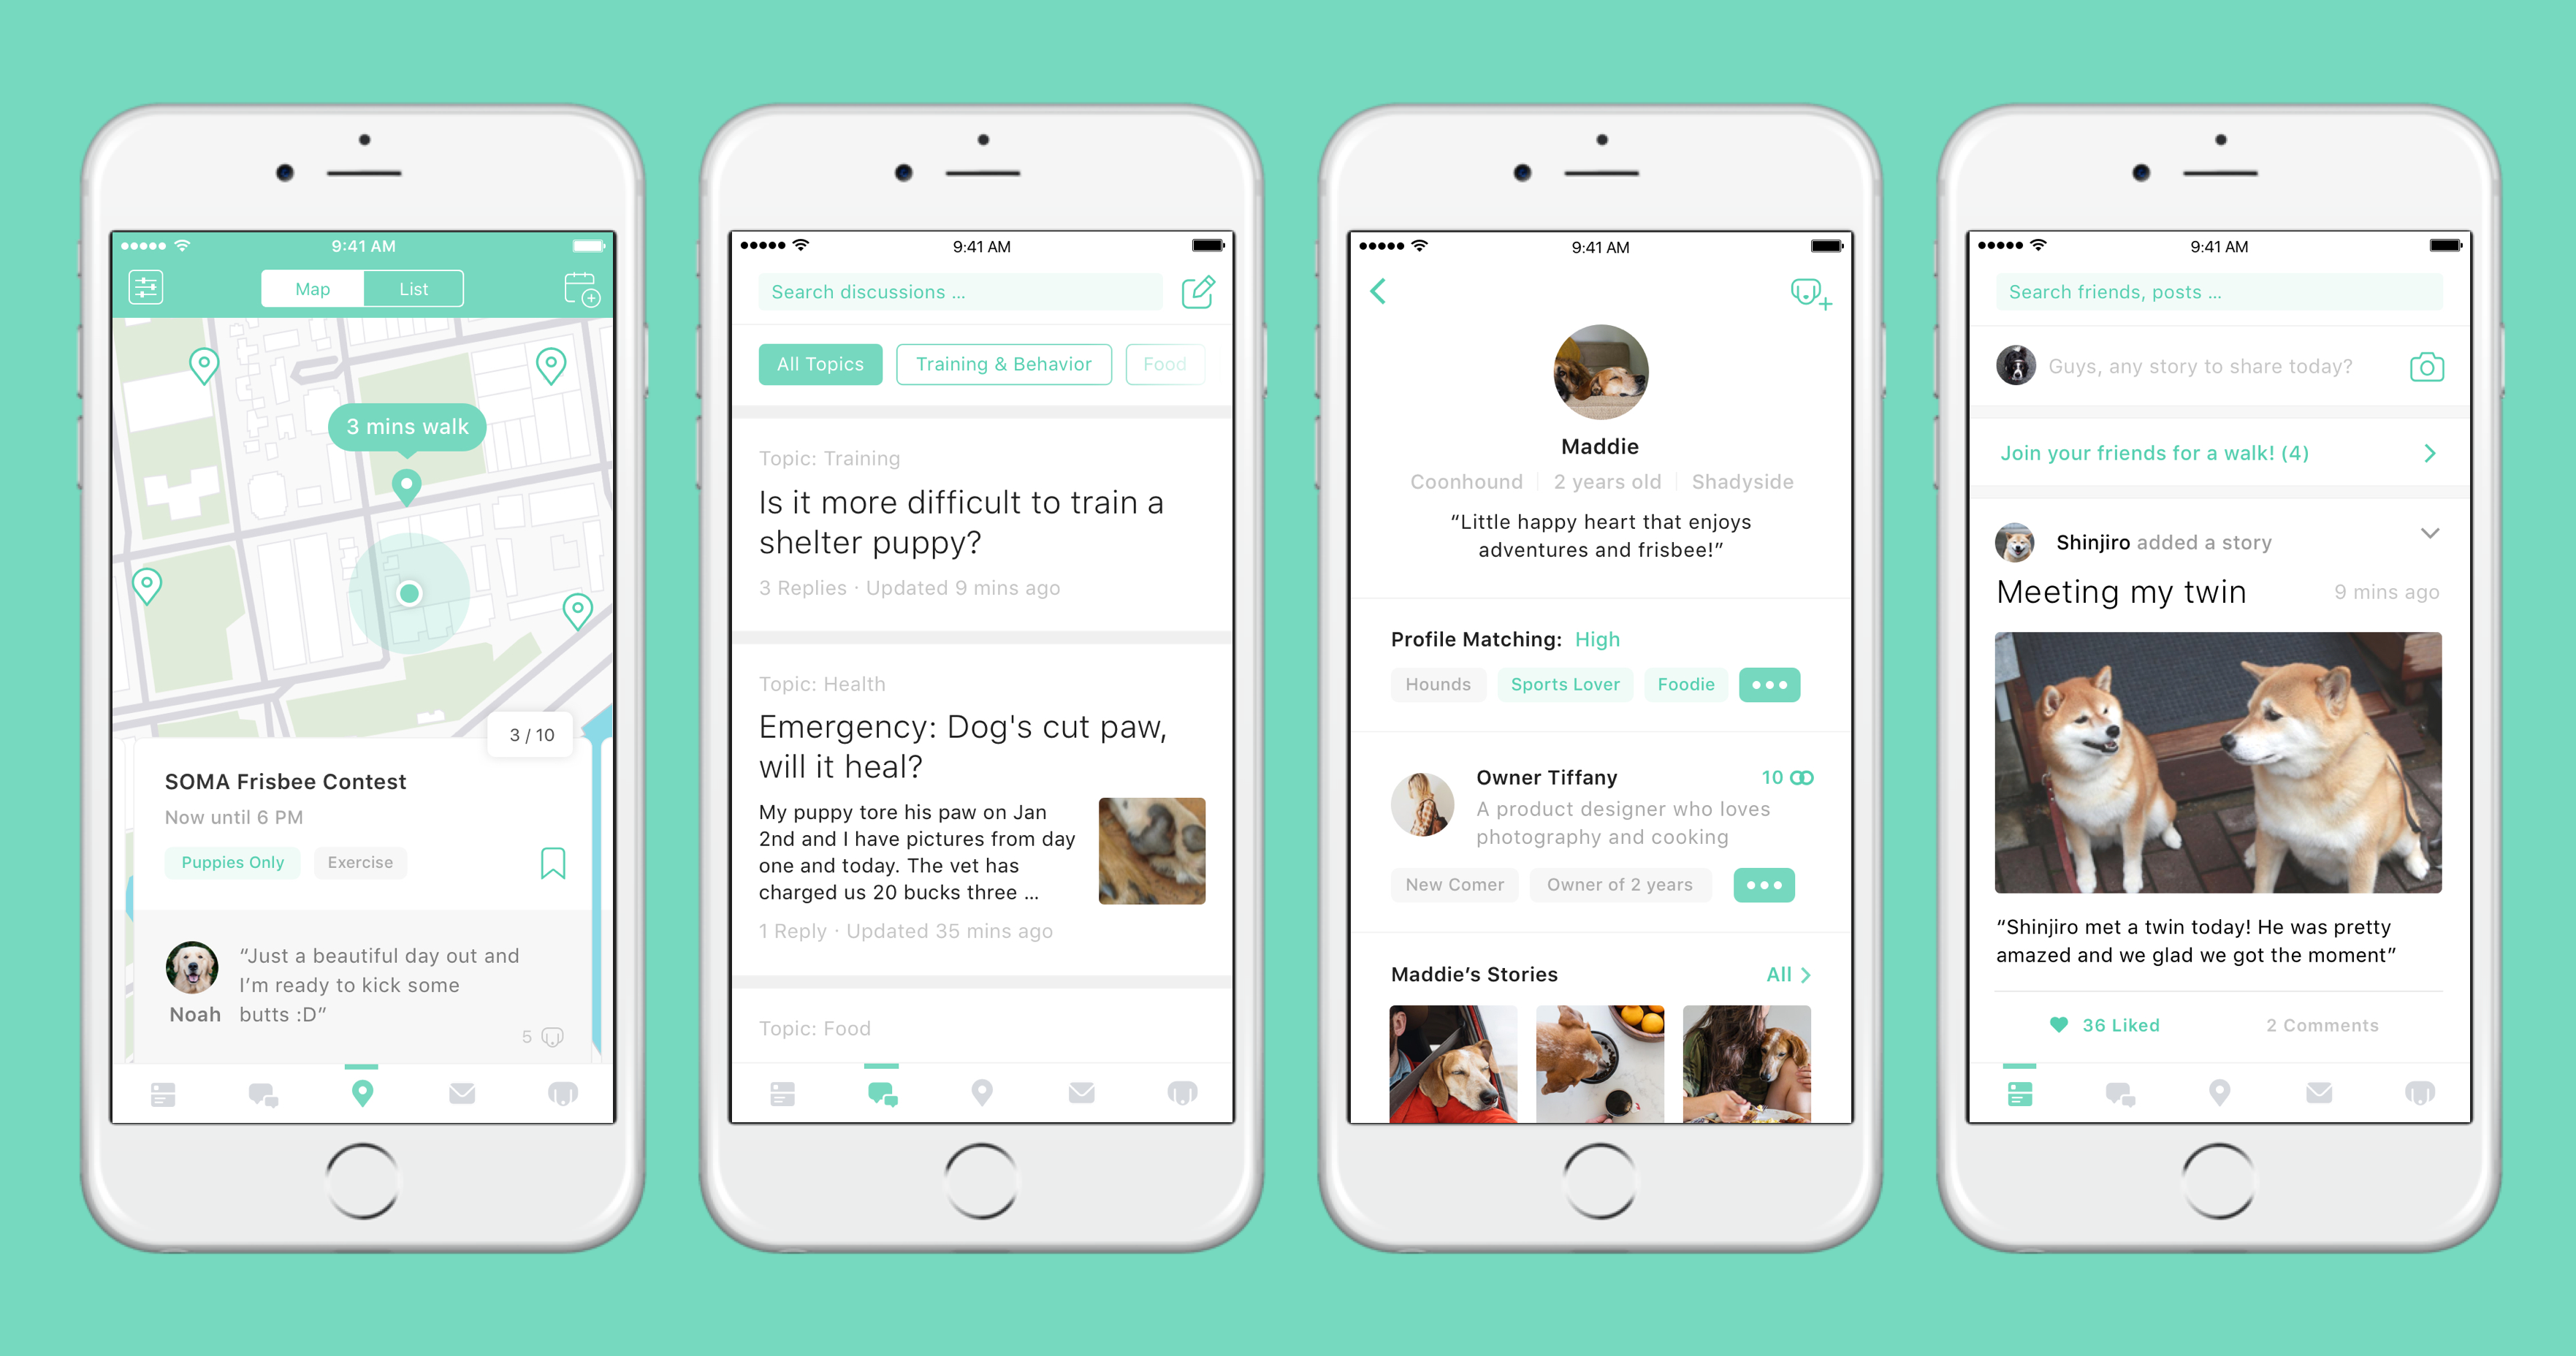 9:41 AM
Map
List
3 mins walk
3 / 10
SOMA Frisbee Contest
Now until 6 PM
Puppies Only
Exercise
“Just a beautiful day out and
I’m ready to kick some
butts :D”
Noah
5
9:41 AM
Search discussions ...
All Topics
Training & Behavior
Food
Topic: Training
Is it more difficult to train a
shelter puppy?
3 Replies · Updated 9 mins ago
Topic: Health
Emergency: Dog's cut paw,
will it heal?
My puppy tore his paw on Jan
2nd and I have pictures from day
one and today. The vet has
charged us 20 bucks three ...
1 Reply · Updated 35 mins ago
Topic: Food
9:41 AM
Maddie
Coonhound
2 years old
Shadyside
“Little happy heart that enjoys
adventures and frisbee!”
Profile Matching: High
Hounds
Sports Lover
Foodie
Owner Tiffany
10
A product designer who loves
photography and cooking
New Comer
Owner of 2 years
Maddie’s Stories
All
9:41 AM
Search friends, posts ...
Guys, any story to share today?
Join your friends for a walk! (4)
Shinjiro added a story
Meeting my twin
9 mins ago
“Shinjiro met a twin today! He was pretty
amazed and we glad we got the moment”
36 Liked
2 Comments